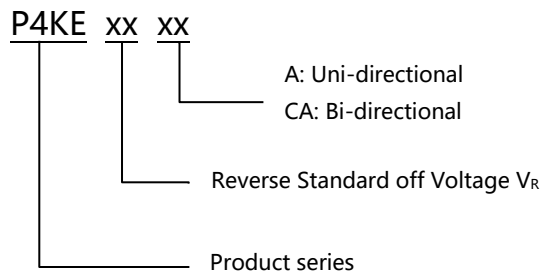 P4KE xx xx
A: Uni-directional
CA: Bi-directional
Reverse Standard off Voltage VR
Product series